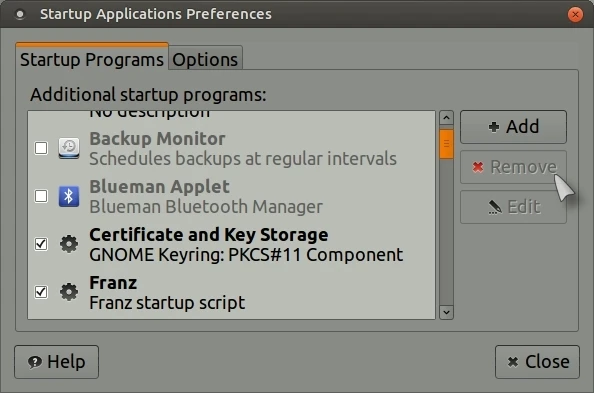 Startup Applications Preferences
Startup Programs
Options
Additional startup programs:
No description
Backup Monitor
Schedules backups at regular intervals
Blueman Applet
Blueman Bluetooth Manager
Certificate and Key Storage
GNOME Keyring: PKCS#11 Component
Franz
Franz startup script
Add
Remove
Edit
Help
Close